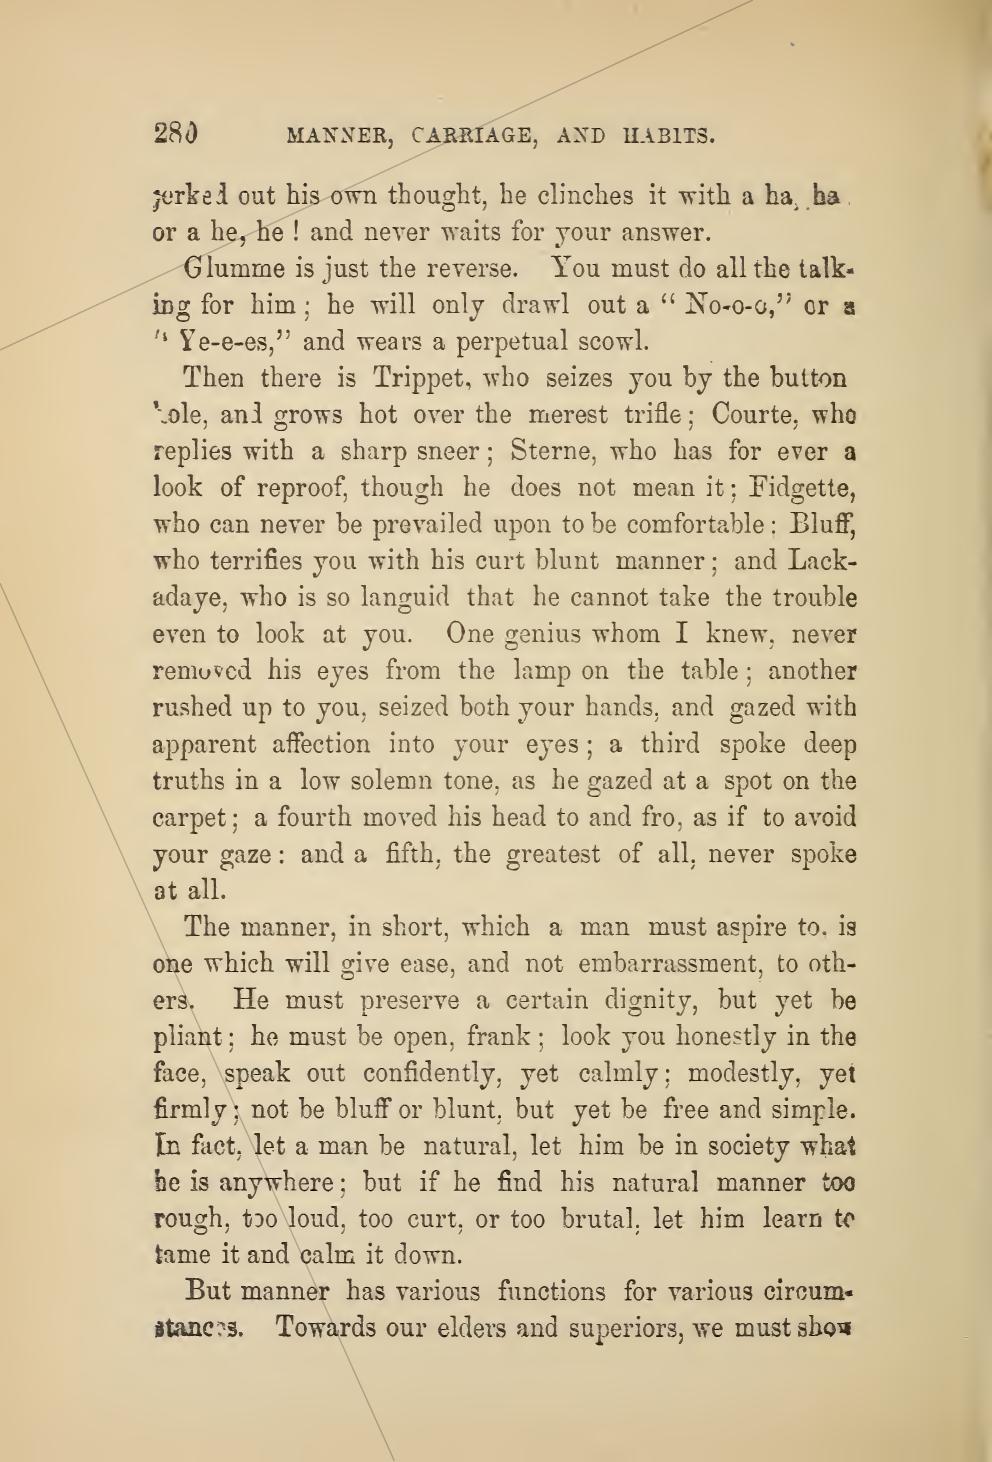 280 MANNER, CARRIAGE, AND HABITS.
jerked out his own thought, he clinches it with a ha, ha
or a he, he ! and never waits for your answer.
Glumme is just the reverse. You must do all the talk-
ing for him ; he will only drawl out a “ No-o-o,” or a
“ Ye-e-es,” and wears a perpetual scowl.
Then there is Trippet, who seizes you by the button
hole, and grows hot over the merest trifle ; Courte, who
replies with a sharp sneer ; Sterne, who has for ever a
look of reproof, though he does not mean it ; Fidgette,
who can never be prevailed upon to be comfortable : Bluff,
who terrifies you with his curt blunt manner ; and Lack-
adaye, who is so languid that he cannot take the trouble
even to look at you. One genius whom I knew, never
removed his eyes from the lamp on the table ; another
rushed up to you, seized both your hands, and gazed with
apparent affection into your eyes ; a third spoke deep
truths in a low solemn tone, as he gazed at a spot on the
carpet ; a fourth moved his head to and fro, as if to avoid
your gaze : and a fifth, the greatest of all, never spoke
at all.
The manner, in short, which a man must aspire to, is
one which will give ease, and not embarrassment, to oth-
ers. He must preserve a certain dignity, but yet be
pliant ; he must be open, frank ; look you honestly in the
face, speak out confidently, yet calmly ; modestly, yet
firmly ; not be bluff or blunt, but yet be free and simple.
In fact, let a man be natural, let him be in society what
he is anywhere ; but if he find his natural manner too
rough, too loud, too curt, or too brutal, let him learn to
tame it and calm it down.
But manner has various functions for various circum-
stances. Towards our elders and superiors, we must show